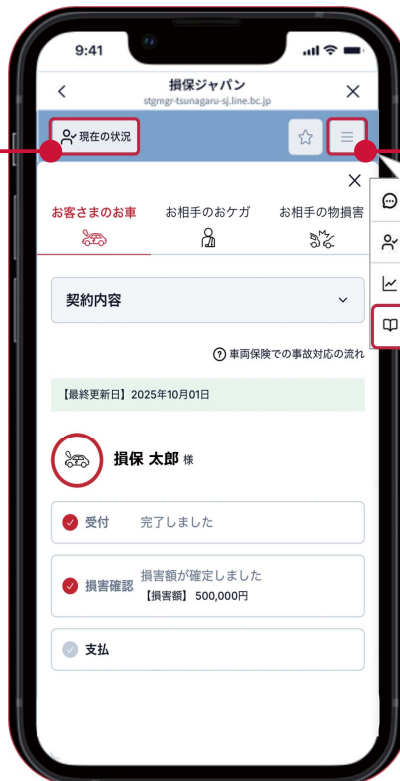 9:41
損保ジャパン
stgmgr-tsunagaru-sj.line.bc.jp
現在の状況
お客さまのお車
お相手のおケガ
お相手の物損害
契約内容
車両保険での事故対応の流れ
【最終更新日】2025年10月01日
損保 太郎 様
受付 完了しました
損害確認 損害額が確定しました
【損害額】500,000円
支払